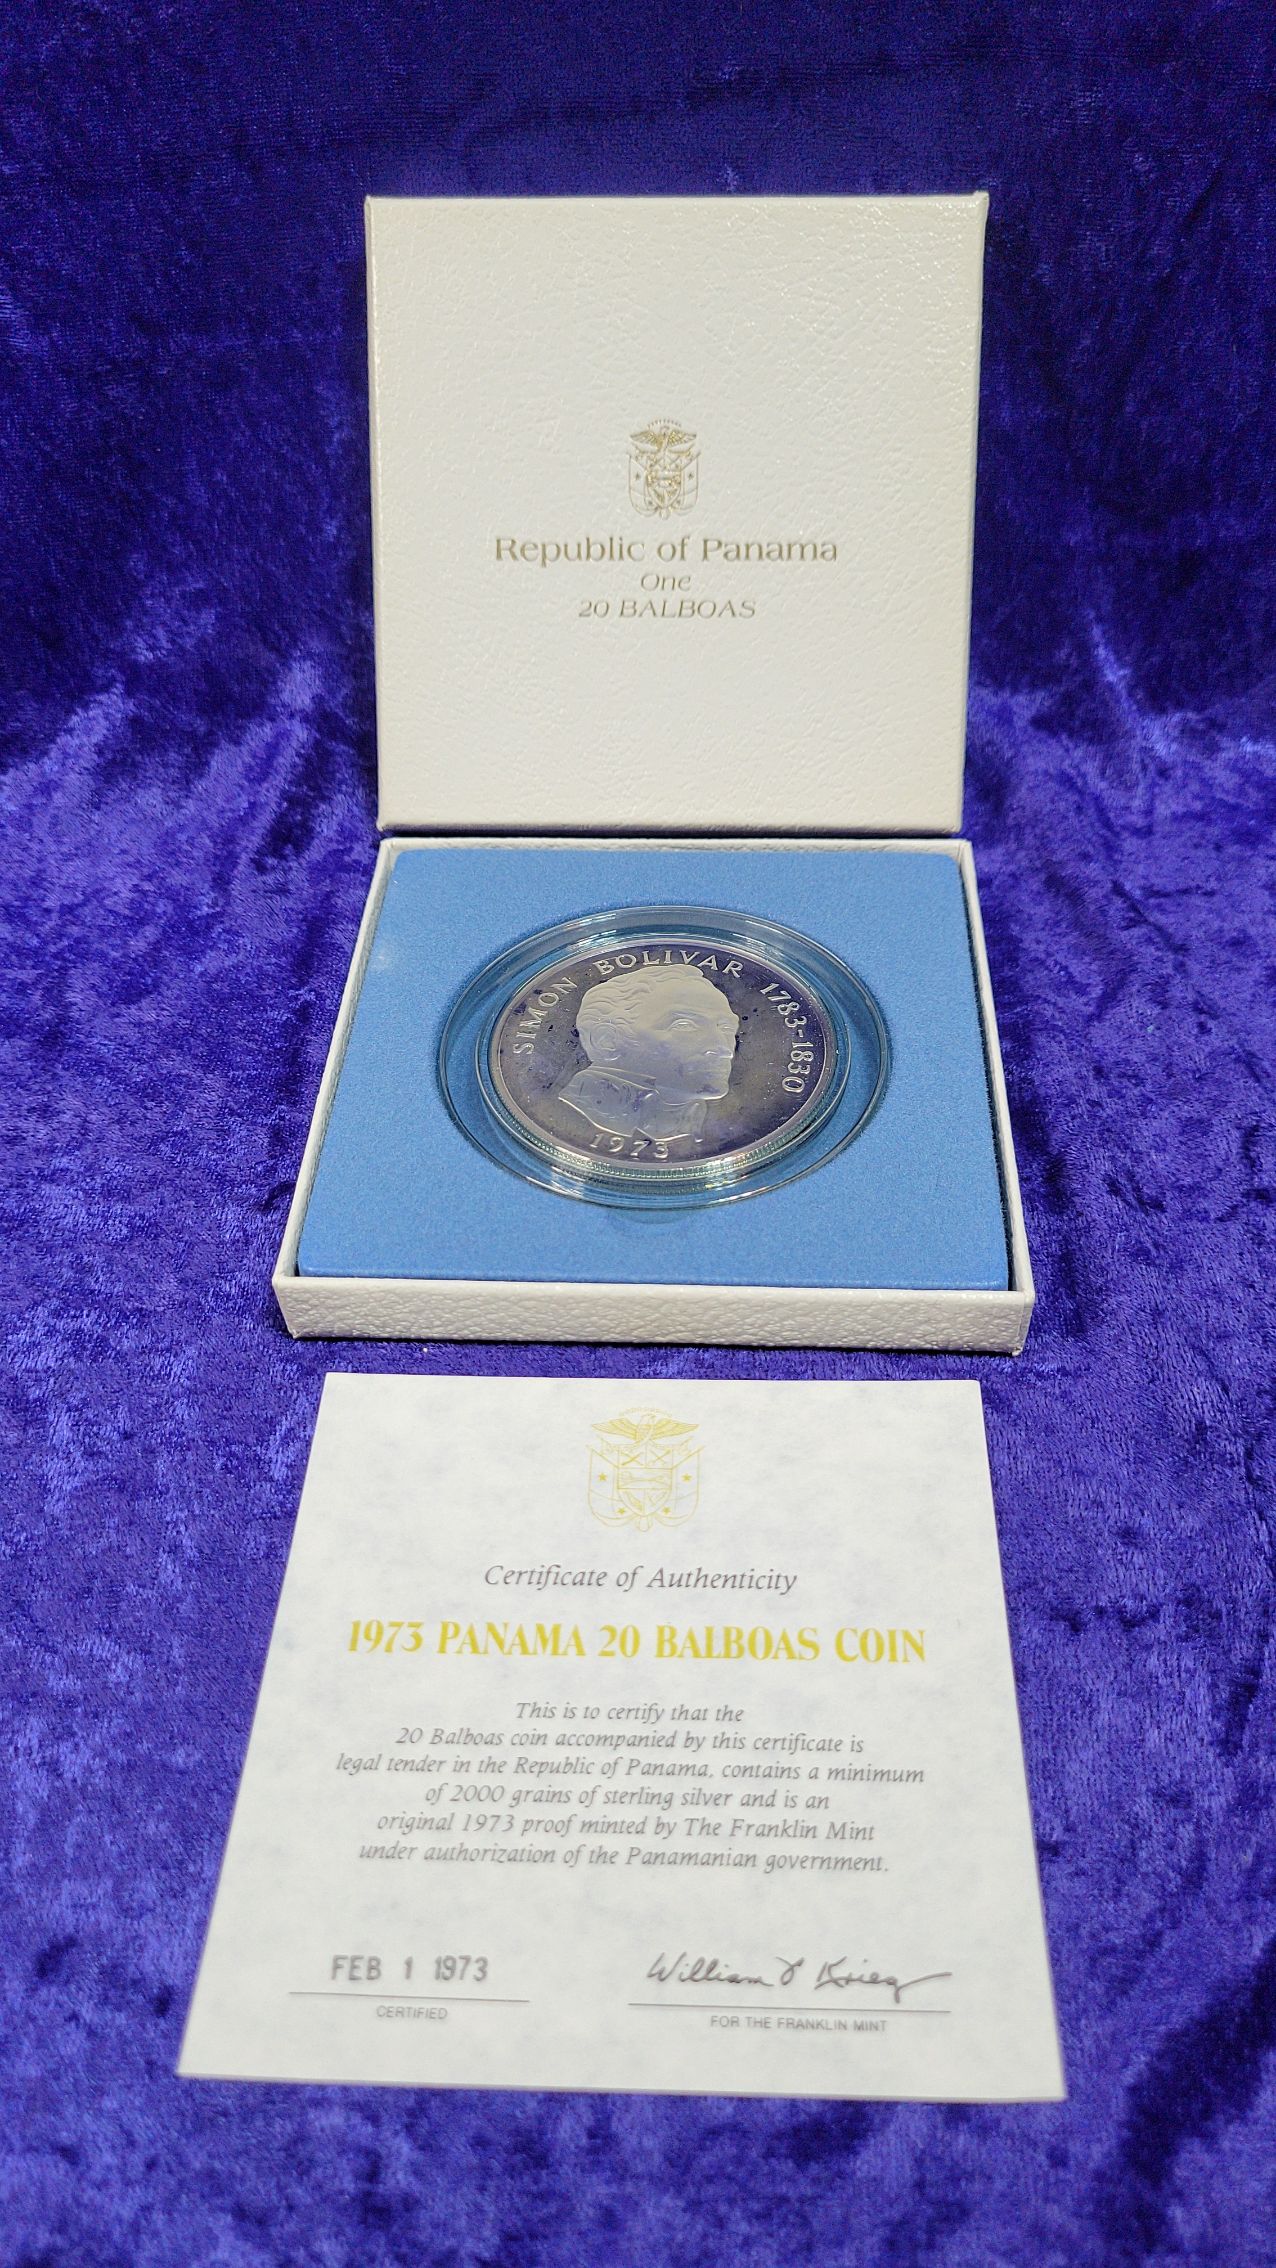 Republic of Panama
One
20 BALBOAS
SIMON BOLIVAR 1783-1830
1973
Certificate of Authenticity
1973 PANAMA 20 BALBOAS COIN
This is to certify that the
20 Balboas coin accompanied by this certificate is
legal tender in the Republic of Panama, contains a minimum
of 2000 grains of sterling silver and is an
original 1973 proof minted by The Franklin Mint
under authorization of the Panamanian government.
FEB 1 1973
CERTIFIED
William F Krieg
FOR THE FRANKLIN MINT